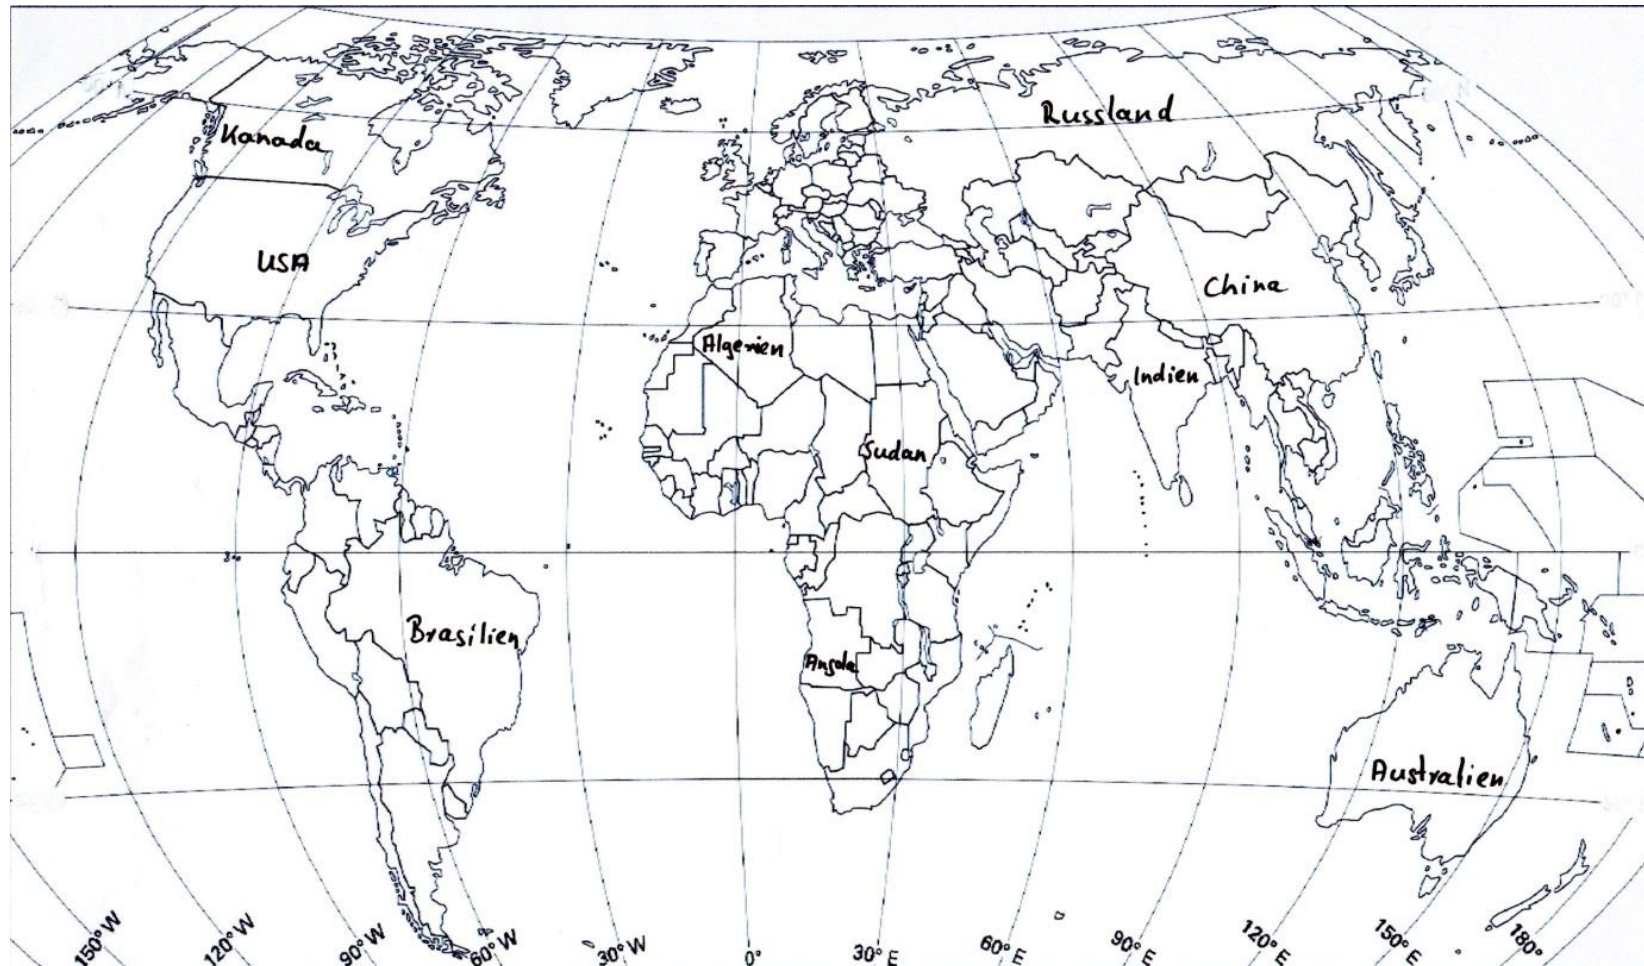 Russland
Kanada
USA
China
Algerien
Indien
Sudan
Brasilien
Angola
Australien
150° W
120° W
90° W
60° W
30° W
0°
30° E
60° E
90° E
120° E
150° E
180°